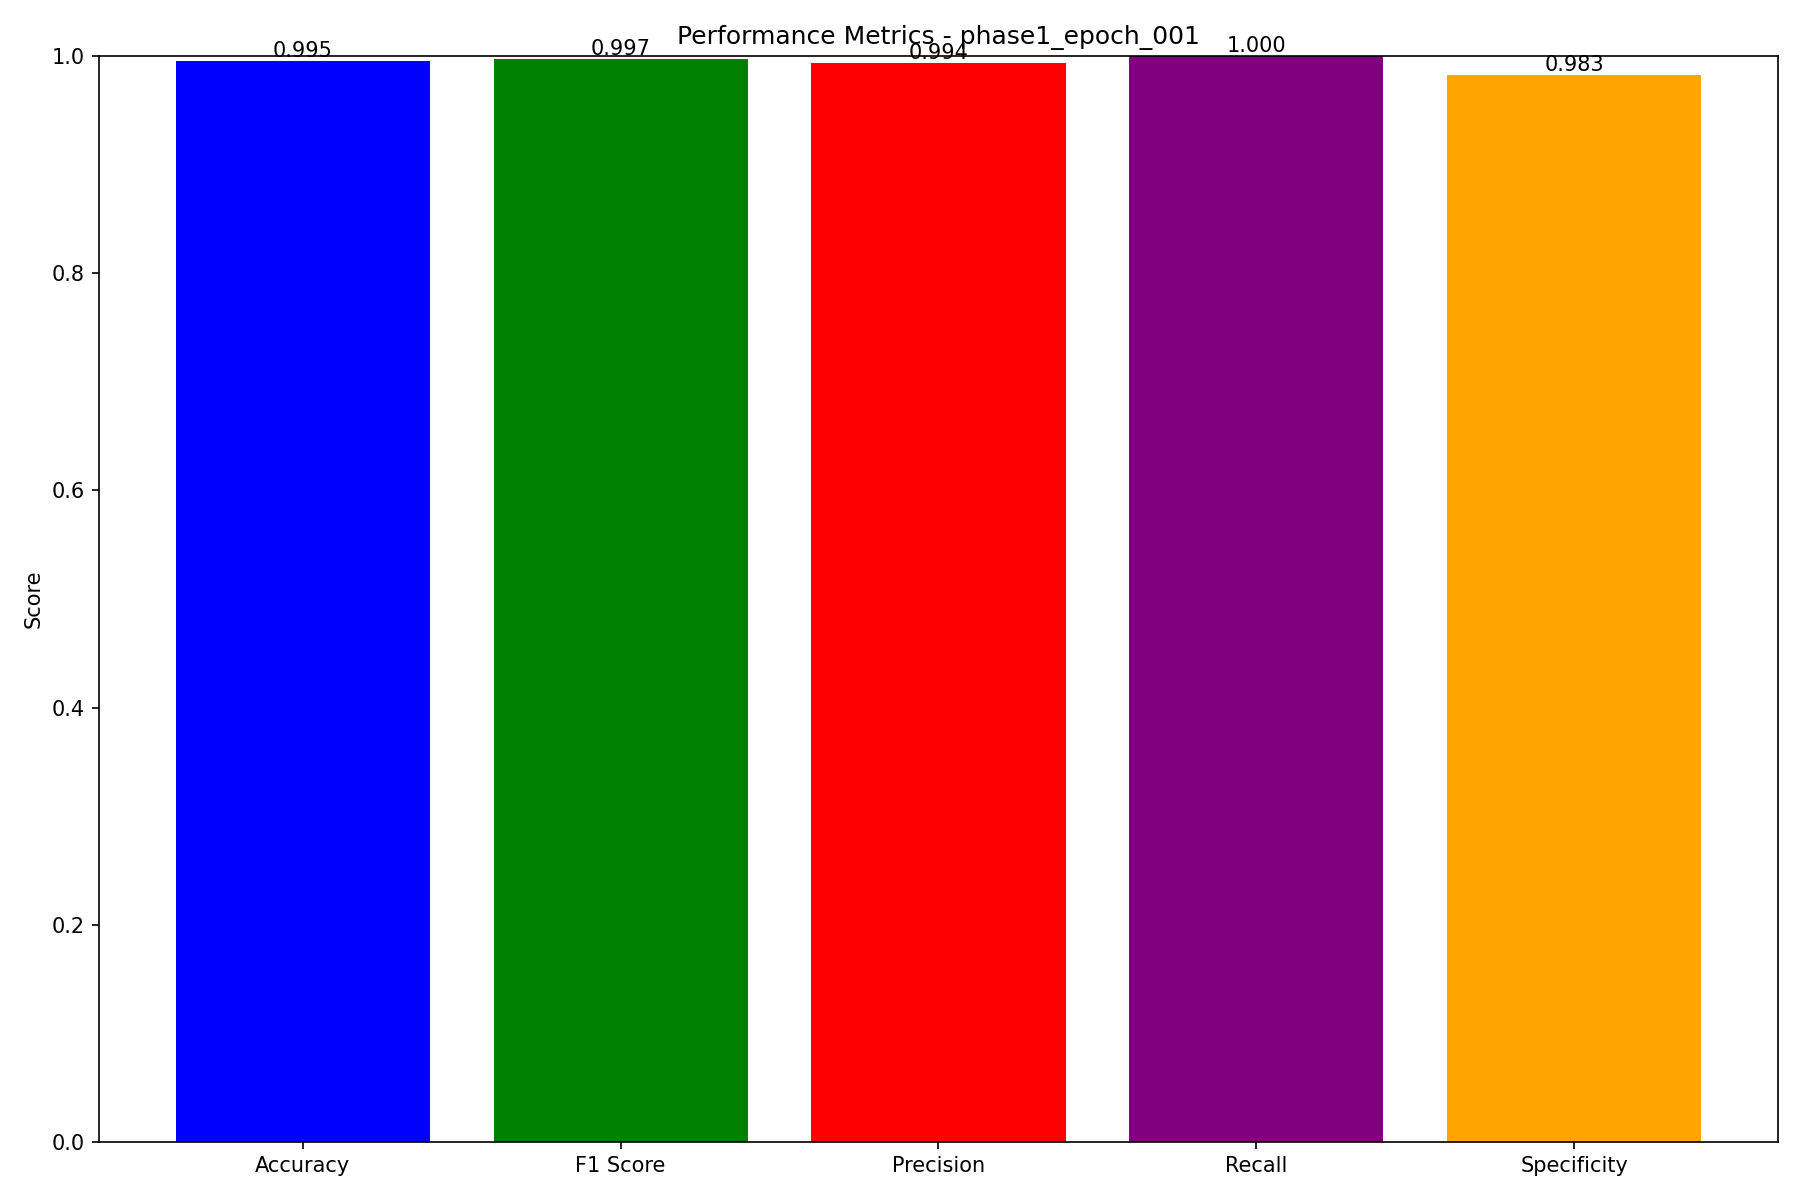 Performance Metrics - phase1_epoch_001
0.995
0.997
0.994
1.000
0.983
1.0
0.8
0.6
0.4
0.2
0.0
Score
Accuracy
F1 Score
Precision
Recall
Specificity